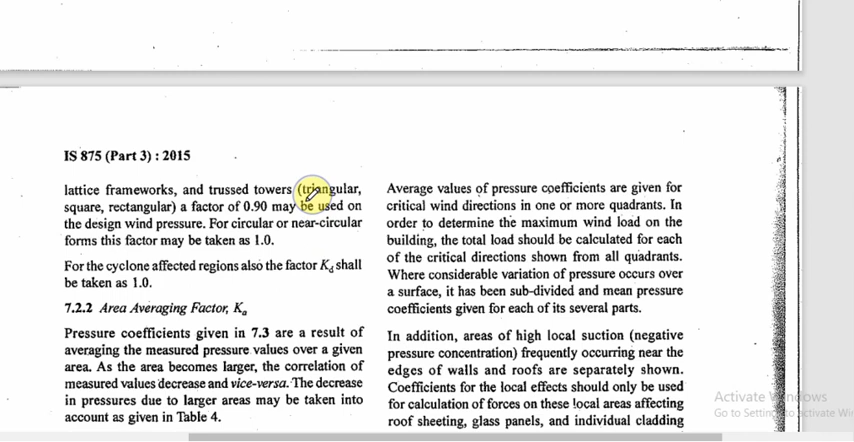 IS 875 (Part 3) : 2015
lattice frameworks, and trussed towers (triangular,
square, rectangular) a factor of 0.90 may be used on
the design wind pressure. For circular or near-circular
forms this factor may be taken as 1.0.
For the cyclone affected regions also the factor Kd shall
be taken as 1.0.
7.2.2 Area Averaging Factor, Ka
Pressure coefficients given in 7.3 are a result of
averaging the measured pressure values over a given
area. As the area becomes larger, the correlation of
measured values decrease and vice-versa. The decrease
in pressures due to larger areas may be taken into
account as given in Table 4.
Average values of pressure coefficients are given for
critical wind directions in one or more quadrants. In
order to determine the maximum wind load on the
building, the total load should be calculated for each
of the critical directions shown from all quadrants.
Where considerable variation of pressure occurs over
a surface, it has been sub-divided and mean pressure
coefficients given for each of its several parts.
In addition, areas of high local suction (negative
pressure concentration) frequently occurring near the
edges of walls and roofs are separately shown.
Coefficients for the local effects should only be used
for calculation of forces on these local areas affecting
roof sheeting, glass panels, and individual cladding
Activate Windows
Go to Settings to activate Wi